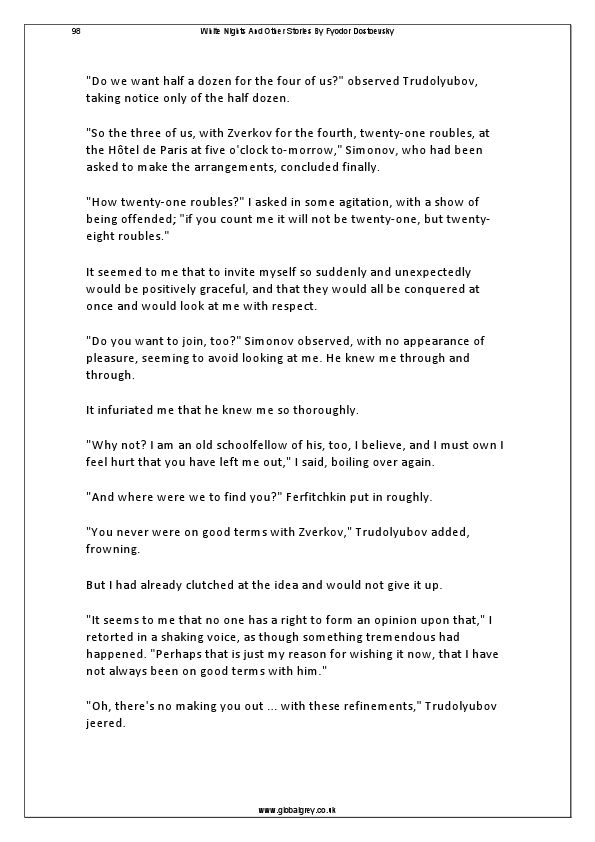 98
White Nights And Other Stories By Fyodor Dostoevsky
"Do we want half a dozen for the four of us?" observed Trudolyubov,
taking notice only of the half dozen.
"So the three of us, with Zverkov for the fourth, twenty-one roubles, at
the Hôtel de Paris at five o'clock to-morrow," Simonov, who had been
asked to make the arrangements, concluded finally.
"How twenty-one roubles?" I asked in some agitation, with a show of
being offended; "if you count me it will not be twenty-one, but twenty-
eight roubles."
It seemed to me that to invite myself so suddenly and unexpectedly
would be positively graceful, and that they would all be conquered at
once and would look at me with respect.
"Do you want to join, too?" Simonov observed, with no appearance of
pleasure, seeming to avoid looking at me. He knew me through and
through.
It infuriated me that he knew me so thoroughly.
"Why not? I am an old schoolfellow of his, too, I believe, and I must own I
feel hurt that you have left me out," I said, boiling over again.
"And where were we to find you?" Ferfitchkin put in roughly.
"You never were on good terms with Zverkov," Trudolyubov added,
frowning.
But I had already clutched at the idea and would not give it up.
"It seems to me that no one has a right to form an opinion upon that," I
retorted in a shaking voice, as though something tremendous had
happened. "Perhaps that is just my reason for wishing it now, that I have
not always been on good terms with him."
"Oh, there's no making you out ... with these refinements," Trudolyubov
jeered.
www.globalgrey.co.uk